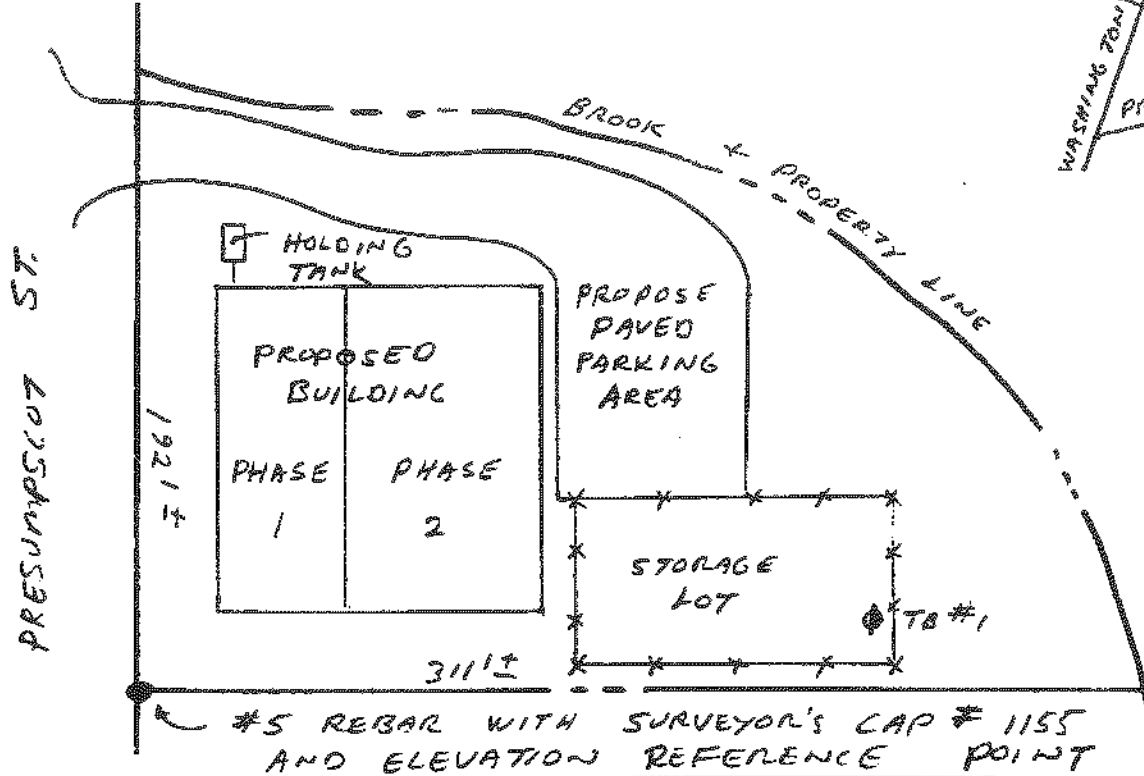 WASHINGTON
BROOK + PROPERTY LINE
PRESUMPSCOT ST.
HOLDING
TANK
PROPOSED
BUILDING
PROPOSE
PAVED
PARKING
AREA
192'±
PHASE
1
PHASE
2
STORAGE
LOT
TB #1
311'±
#5 REBAR WITH SURVEYOR'S CAP # 1155
AND ELEVATION REFERENCE POINT